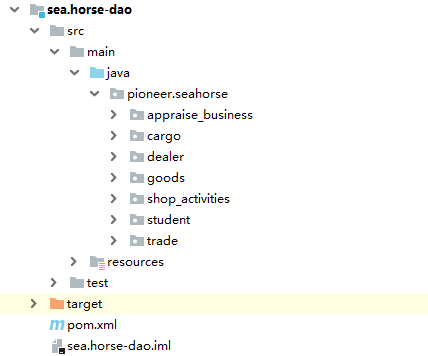 sea.horse-dao
src
main
java
pioneer.seahorse
appraise_business
cargo
dealer
goods
shop_activities
student
trade
resources
test
target
pom.xml
sea.horse-dao.iml